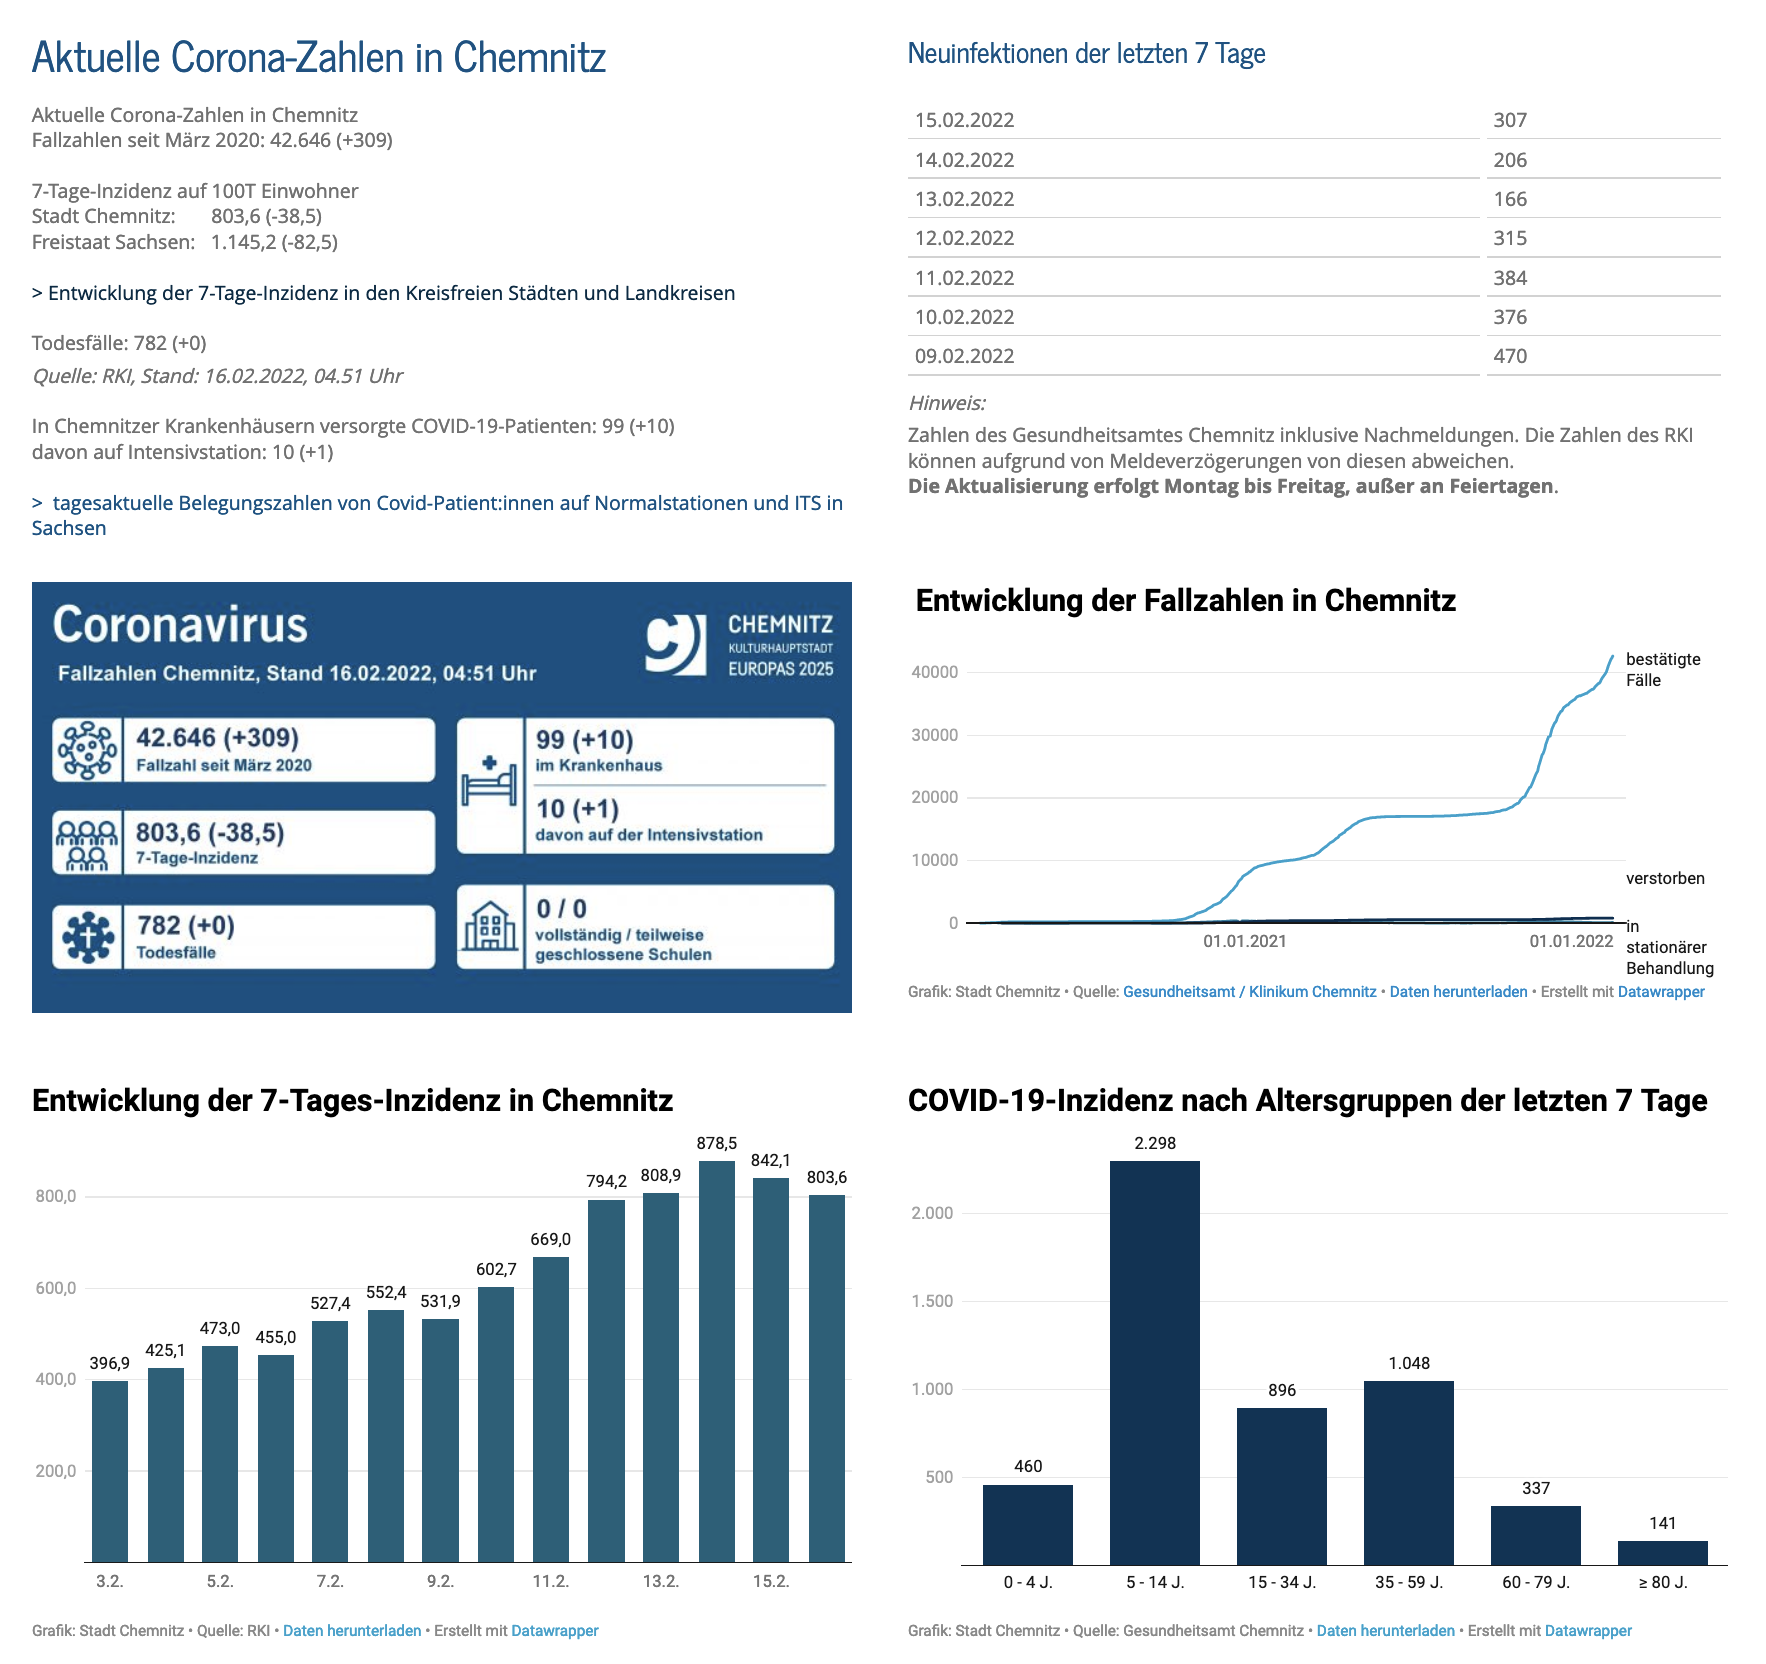 Aktuelle Corona-Zahlen in Chemnitz
Aktuelle Corona-Zahlen in Chemnitz
Fallzahlen seit März 2020: 42.646 (+309)
7-Tage-Inzidenz auf 100T Einwohner
Stadt Chemnitz: 803,6 (-38,5)
Freistaat Sachsen: 1.145,2 (-82,5)
> Entwicklung der 7-Tage-Inzidenz in den Kreisfreien Städten und Landkreisen
Todesfälle: 782 (+0)
Quelle: RKI, Stand: 16.02.2022, 04.51 Uhr
In Chemnitzer Krankenhäusern versorgte COVID-19-Patienten: 99 (+10)
davon auf Intensivstation: 10 (+1)
> tagesaktuelle Belegungszahlen von Covid-Patient:innen auf Normalstationen und ITS in
Sachsen
Neuinfektionen der letzten 7 Tage
15.02.2022 307
14.02.2022 206
13.02.2022 166
12.02.2022 315
11.02.2022 384
10.02.2022 376
09.02.2022 470
Hinweis:
Zahlen des Gesundheitsamtes Chemnitz inklusive Nachmeldungen. Die Zahlen des RKI
können aufgrund von Meldeverzögerungen von diesen abweichen.
Die Aktualisierung erfolgt Montag bis Freitag, außer an Feiertagen.
Coronavirus
Fallzahlen Chemnitz, Stand 16.02.2022, 04:51 Uhr
CHEMNITZ
KULTURHAUPTSTADT
EUROPAS 2025
42.646 (+309)
Fallzahl seit März 2020
803,6 (-38,5)
7-Tage-Inzidenz
782 (+0)
Todesfälle
99 (+10)
im Krankenhaus
10 (+1)
davon auf der Intensivstation
0 / 0
vollständig / teilweise
geschlossene Schulen
Entwicklung der Fallzahlen in Chemnitz
40000
30000
20000
10000
0
01.01.2021
01.01.2022
bestätigte
Fälle
verstorben
in
stationärer
Behandlung
Grafik: Stadt Chemnitz • Quelle: Gesundheitsamt / Klinikum Chemnitz • Daten herunterladen • Erstellt mit Datawrapper
Entwicklung der 7-Tages-Inzidenz in Chemnitz
800,0
600,0
400,0
200,0
396,9
425,1
473,0
455,0
527,4
552,4
531,9
602,7
669,0
794,2
808,9
878,5
842,1
803,6
3.2.
5.2.
7.2.
9.2.
11.2.
13.2.
15.2.
Grafik: Stadt Chemnitz • Quelle: RKI • Daten herunterladen • Erstellt mit Datawrapper
COVID-19-Inzidenz nach Altersgruppen der letzten 7 Tage
2.000
1.500
1.000
500
460
2.298
896
1.048
337
141
0 - 4 J.
5 - 14 J.
15 - 34 J.
35 - 59 J.
60 - 79 J.
≥ 80 J.
Grafik: Stadt Chemnitz • Quelle: Gesundheitsamt Chemnitz • Daten herunterladen • Erstellt mit Datawrapper